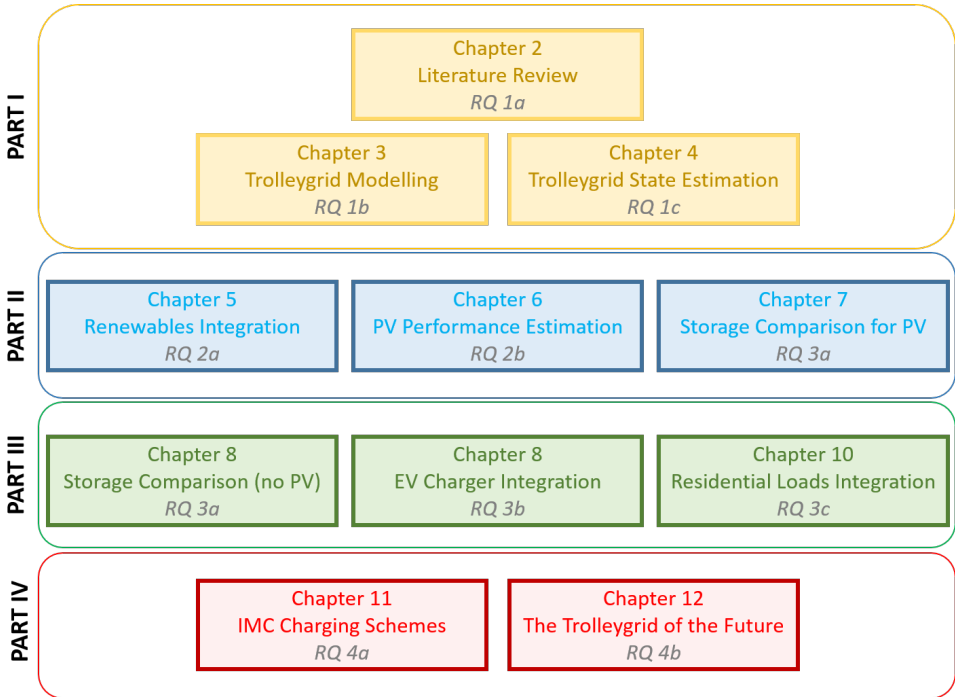 PART I
Chapter 2
Literature Review
RQ 1a
Chapter 3
Trolleygrid Modelling
RQ 1b
Chapter 4
Trolleygrid State Estimation
RQ 1c
PART II
Chapter 5
Renewables Integration
RQ 2a
Chapter 6
PV Performance Estimation
RQ 2b
Chapter 7
Storage Comparison for PV
RQ 3a
PART III
Chapter 8
Storage Comparison (no PV)
RQ 3a
Chapter 8
EV Charger Integration
RQ 3b
Chapter 10
Residential Loads Integration
RQ 3c
PART IV
Chapter 11
IMC Charging Schemes
RQ 4a
Chapter 12
The Trolleygrid of the Future
RQ 4b